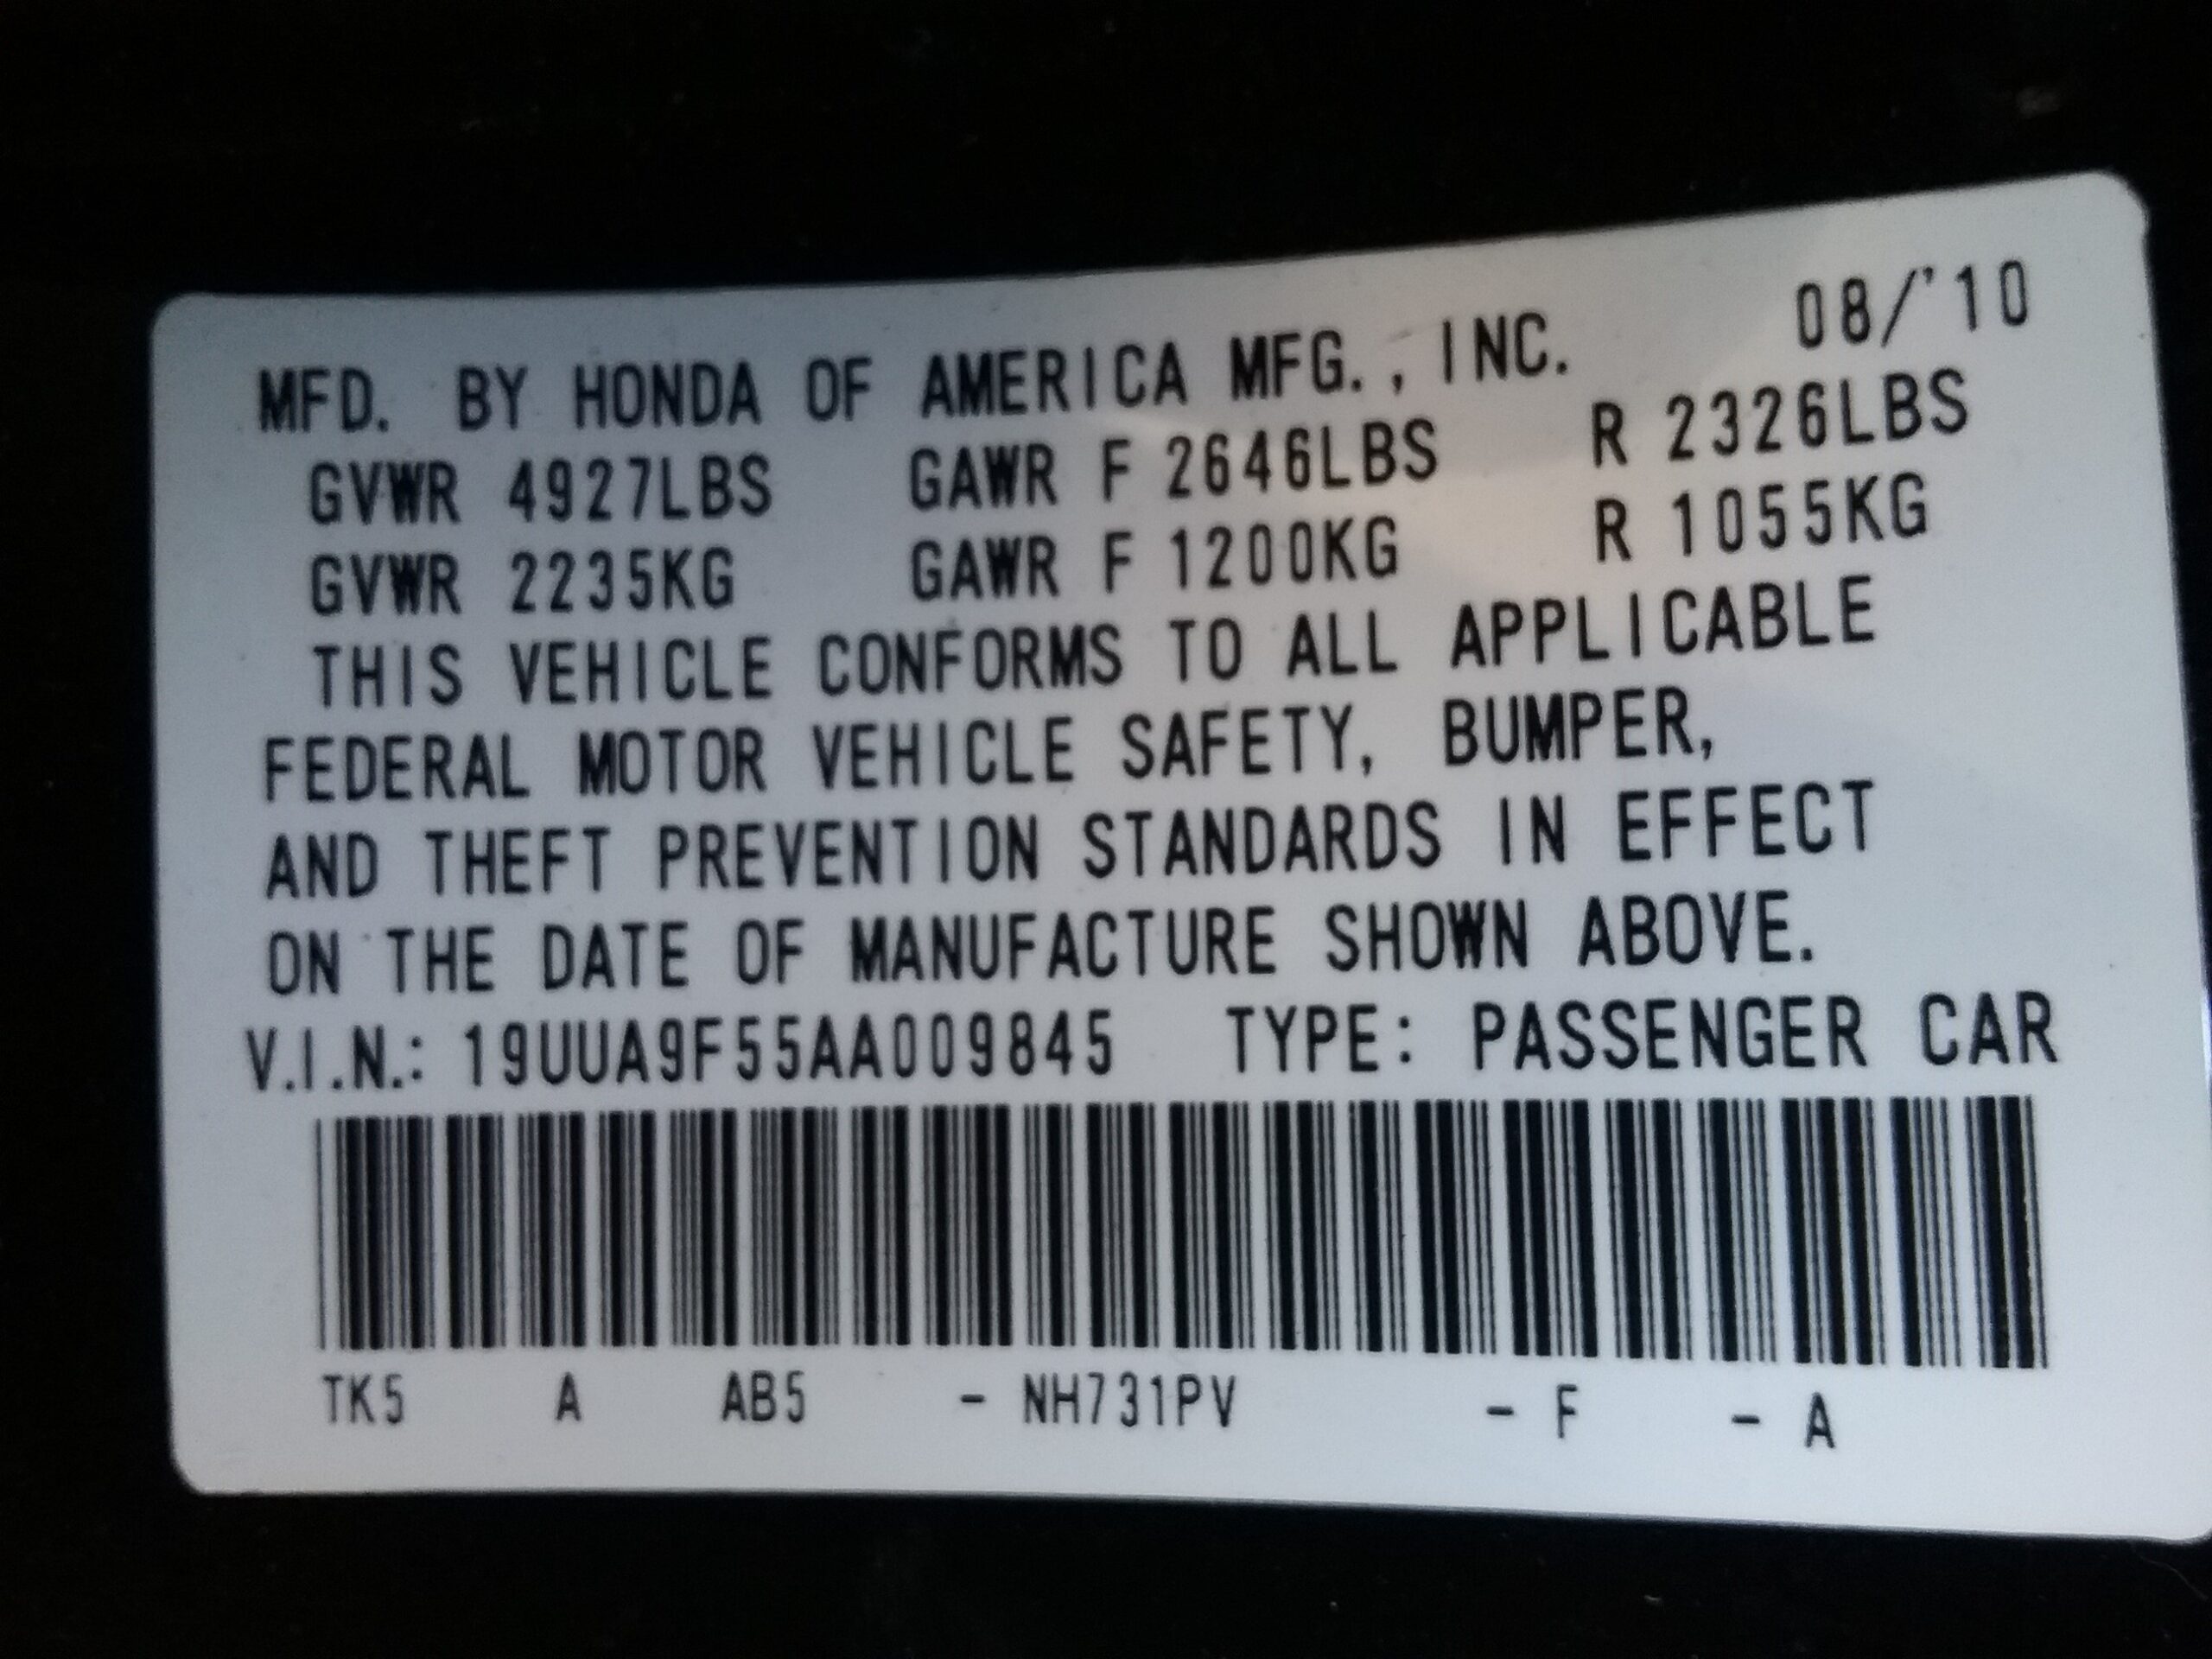 08/'10
MFD. BY HONDA OF AMERICA MFG., INC.
GVWR 4927LBS GAWR F 2646LBS R 2326LBS
GVWR 2235KG GAWR F 1200KG R 1055KG
THIS VEHICLE CONFORMS TO ALL APPLICABLE
FEDERAL MOTOR VEHICLE SAFETY, BUMPER,
AND THEFT PREVENTION STANDARDS IN EFFECT
ON THE DATE OF MANUFACTURE SHOWN ABOVE.
V.I.N.: 19UUA9F55AA009845 TYPE: PASSENGER CAR
TK5 A AB5 - NH731PV - F - A